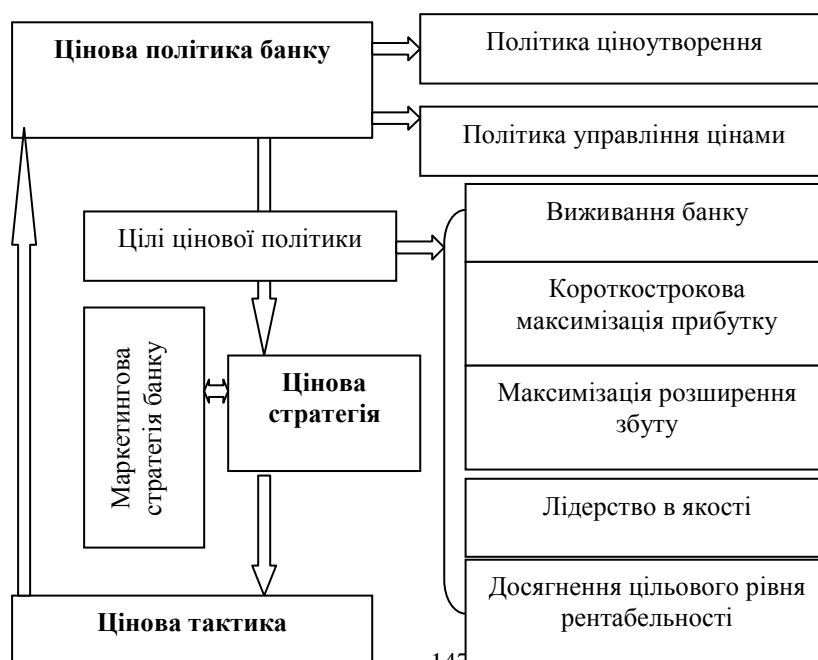 Цінова політика банку
Політика ціноутворення
Політика управління цінами
Цілі цінової політики
Виживання банку
Короткострокова
максимізація прибутку
Максимізація розширення
збуту
Лідерство в якості
Досягнення цільового рівня
рентабельності
Маркетингова
стратегія банку
Цінова
стратегія
Цінова тактика